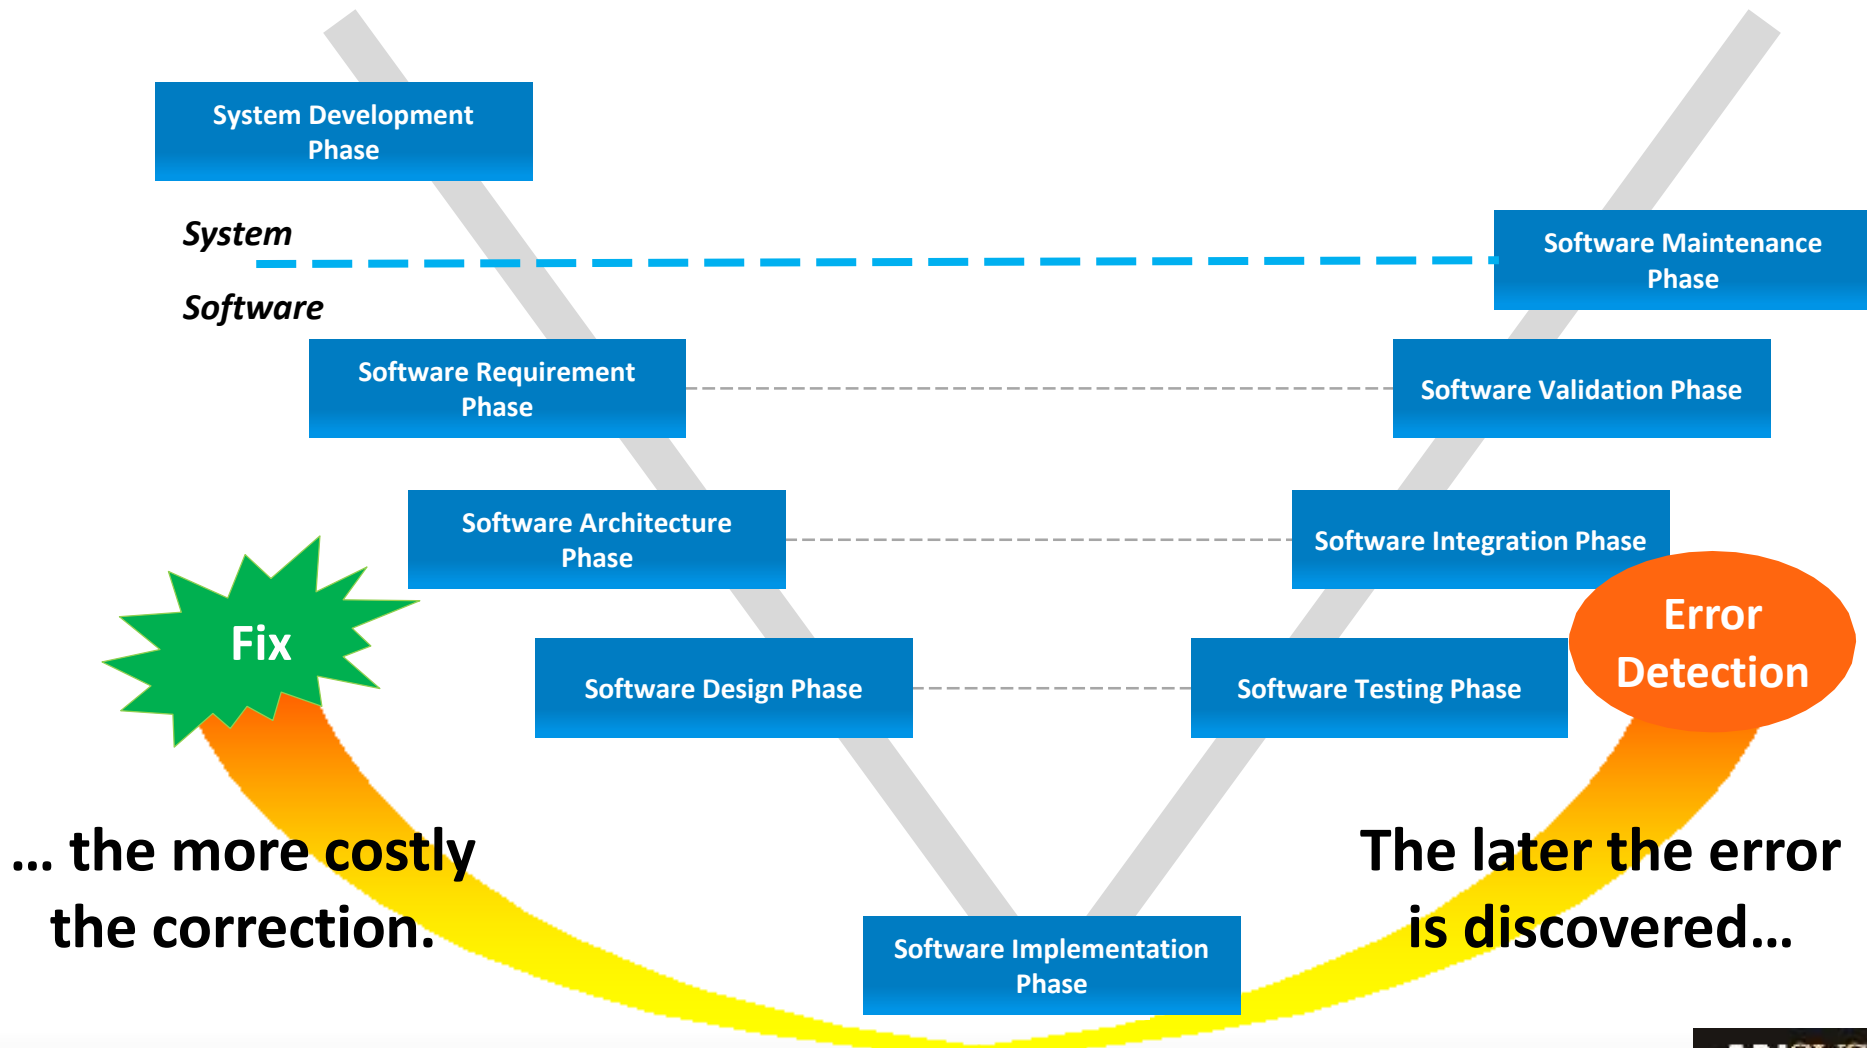 System Development
Phase
System
Software Maintenance
Phase
Software
Software Requirement
Phase
Software Validation Phase
Software Architecture
Phase
Software Integration Phase
Fix
Error
Detection
Software Design Phase
Software Testing Phase
... the more costly
the correction.
The later the error
is discovered...
Software Implementation
Phase